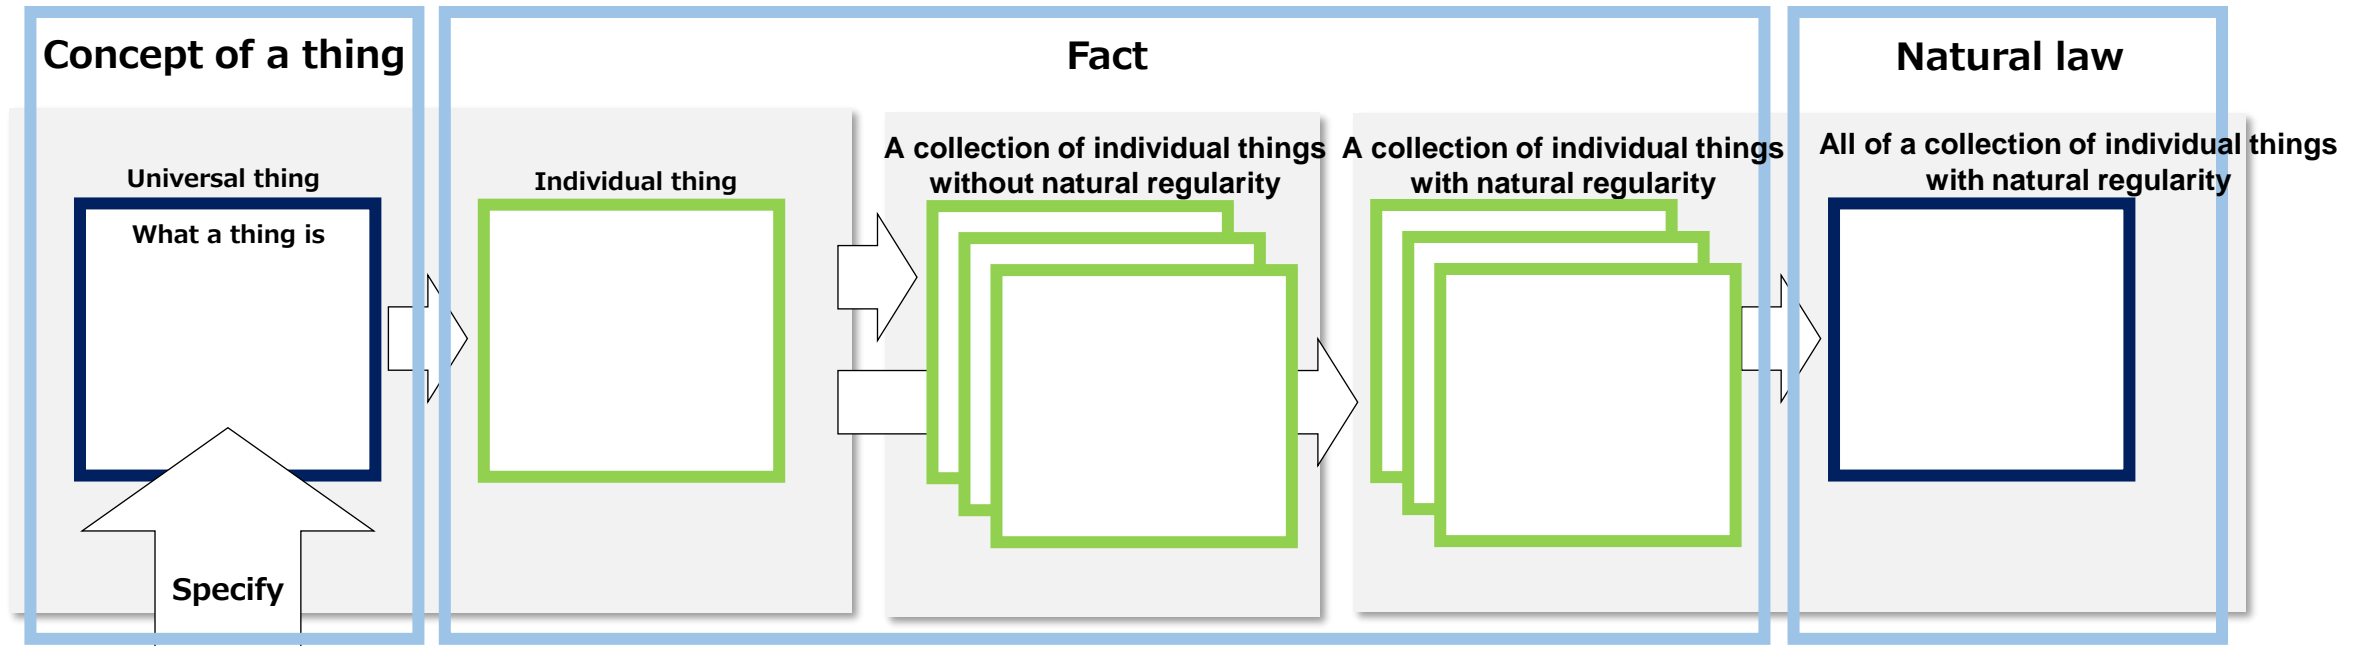 Concept of a thing
Fact
Natural law
Universal thing
What a thing is
Individual thing
A collection of individual things
without natural regularity
A collection of individual things
with natural regularity
All of a collection of individual things
with natural regularity
Specify